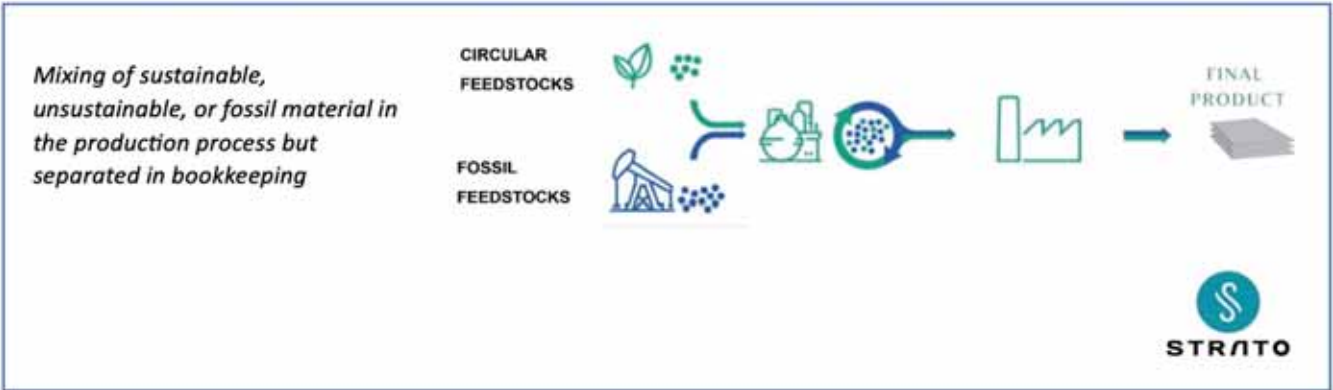 Mixing of sustainable,
unsustainable, or fossil material in
the production process but
separated in bookkeeping
CIRCULAR
FEEDSTOCKS
FOSSIL
FEEDSTOCKS
FINAL
PRODUCT
STRATO